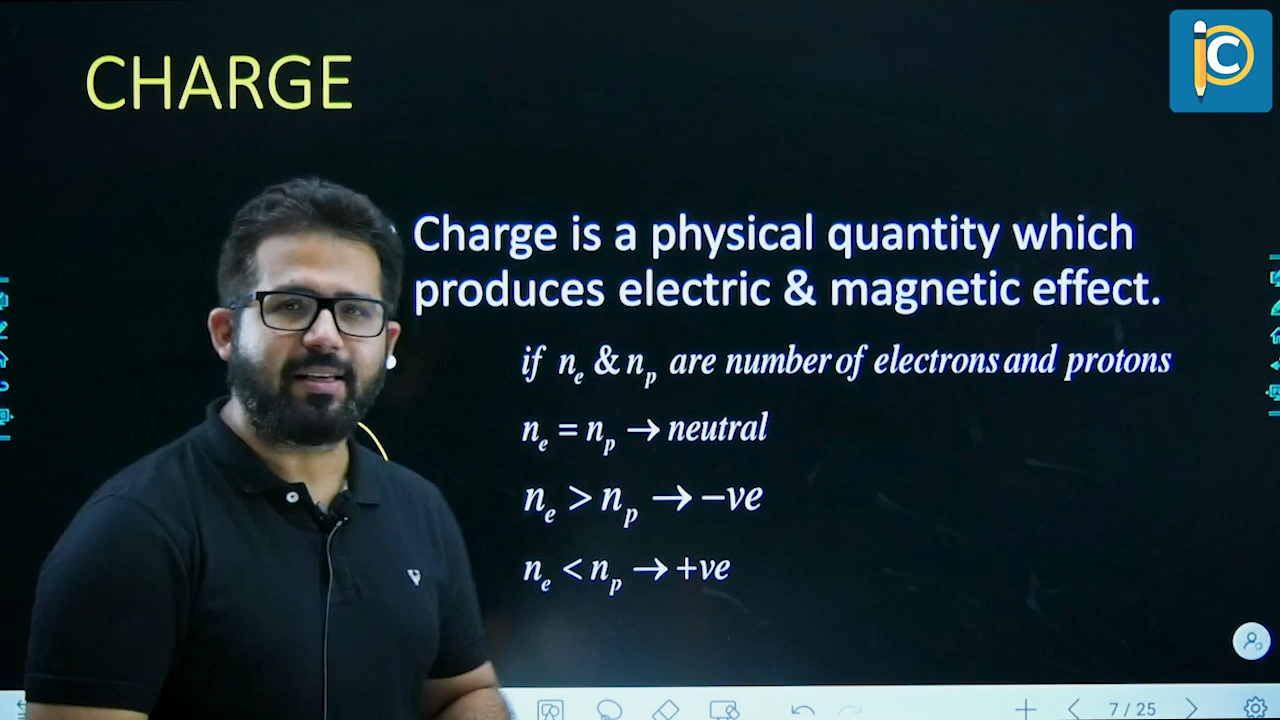 CHARGE
Charge is a physical quantity which
produces electric & magnetic effect.
if nₑ & nₚ are number of electrons and protons
nₑ = nₚ → neutral
nₑ > nₚ → −ve
nₑ < nₚ → +ve
7 / 25